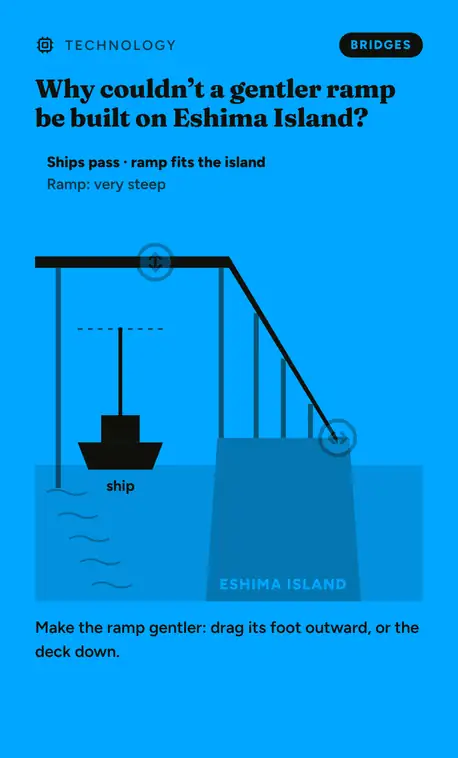 TECHNOLOGY
BRIDGES
Why couldn’t a gentler ramp
be built on Eshima Island?
Ships pass · ramp fits the island
Ramp: very steep
ship
ESHIMA ISLAND
Make the ramp gentler: drag its foot outward, or the
deck down.